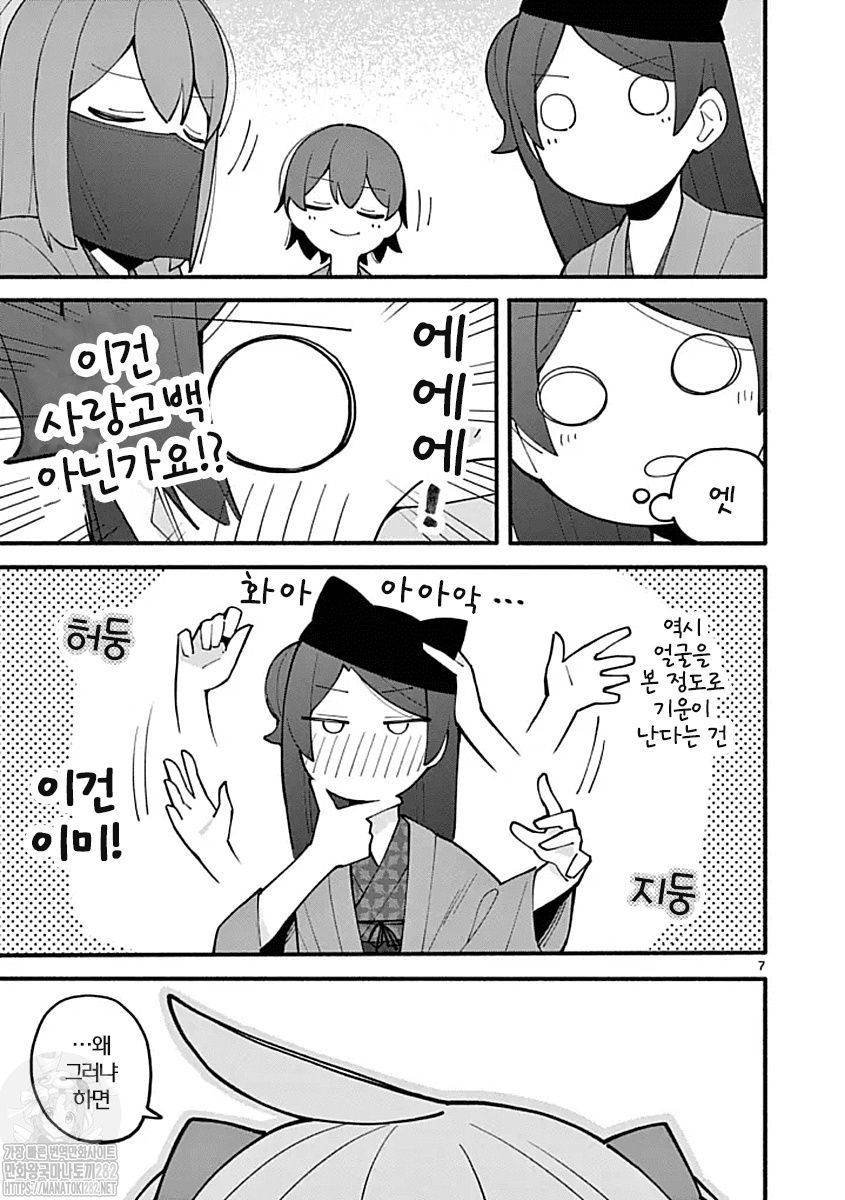 엣
에
에
에
!
이건
사랑고백
아닌가요!?
화아 아아악 …
역시
얼굴을
본 정도로
기운이
난다는 건
허둥
이건
이미!
지둥
7
…왜
그러냐
하면
가장 빠른 번역만화사이트
만화왕국마나토끼282
HTTPS://MANATOKI282.NET